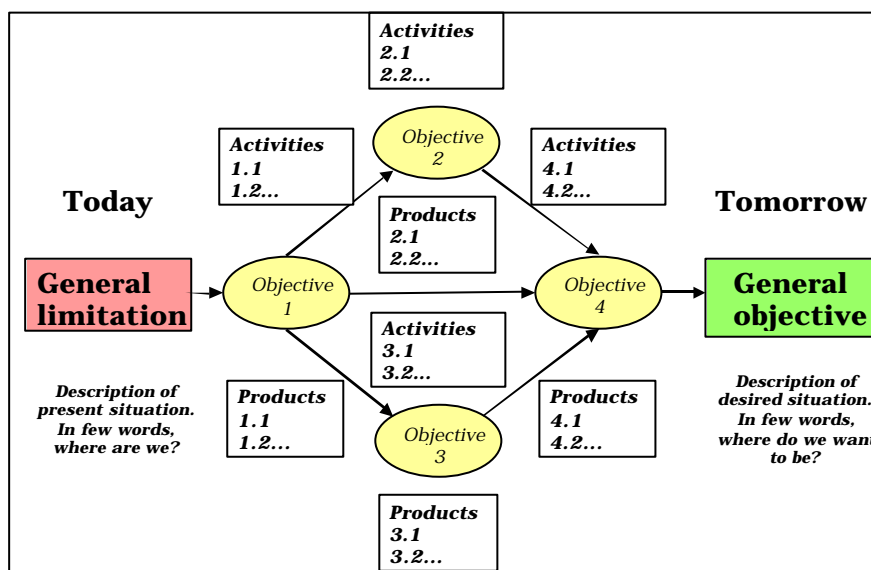 Activities
2.1
2.2...
Activities
1.1
1.2...
Objective
2
Activities
4.1
4.2...
Today
Tomorrow
Products
2.1
2.2...
General
limitation
Objective
1
Objective
4
General
objective
Activities
3.1
3.2...
Description of
present situation.
In few words,
where are we?
Products
1.1
1.2...
Objective
3
Products
4.1
4.2...
Description of
desired situation.
In few words,
where do we want
to be?
Products
3.1
3.2...